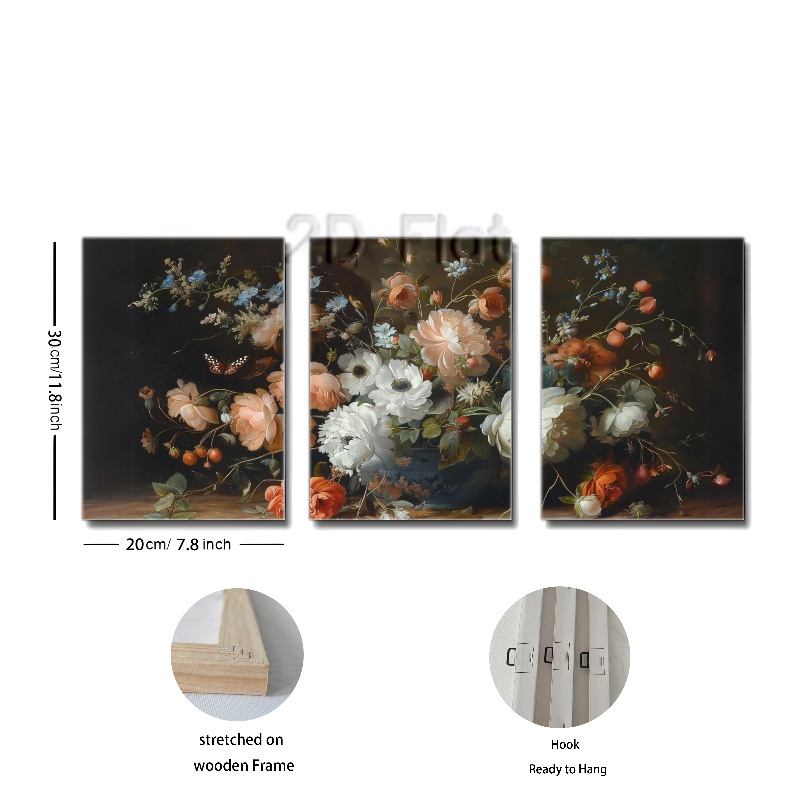 2D Flat
30cm/11.8inch
20cm/ 7.8 inch
stretched on
wooden Frame
Hook
Ready to Hang